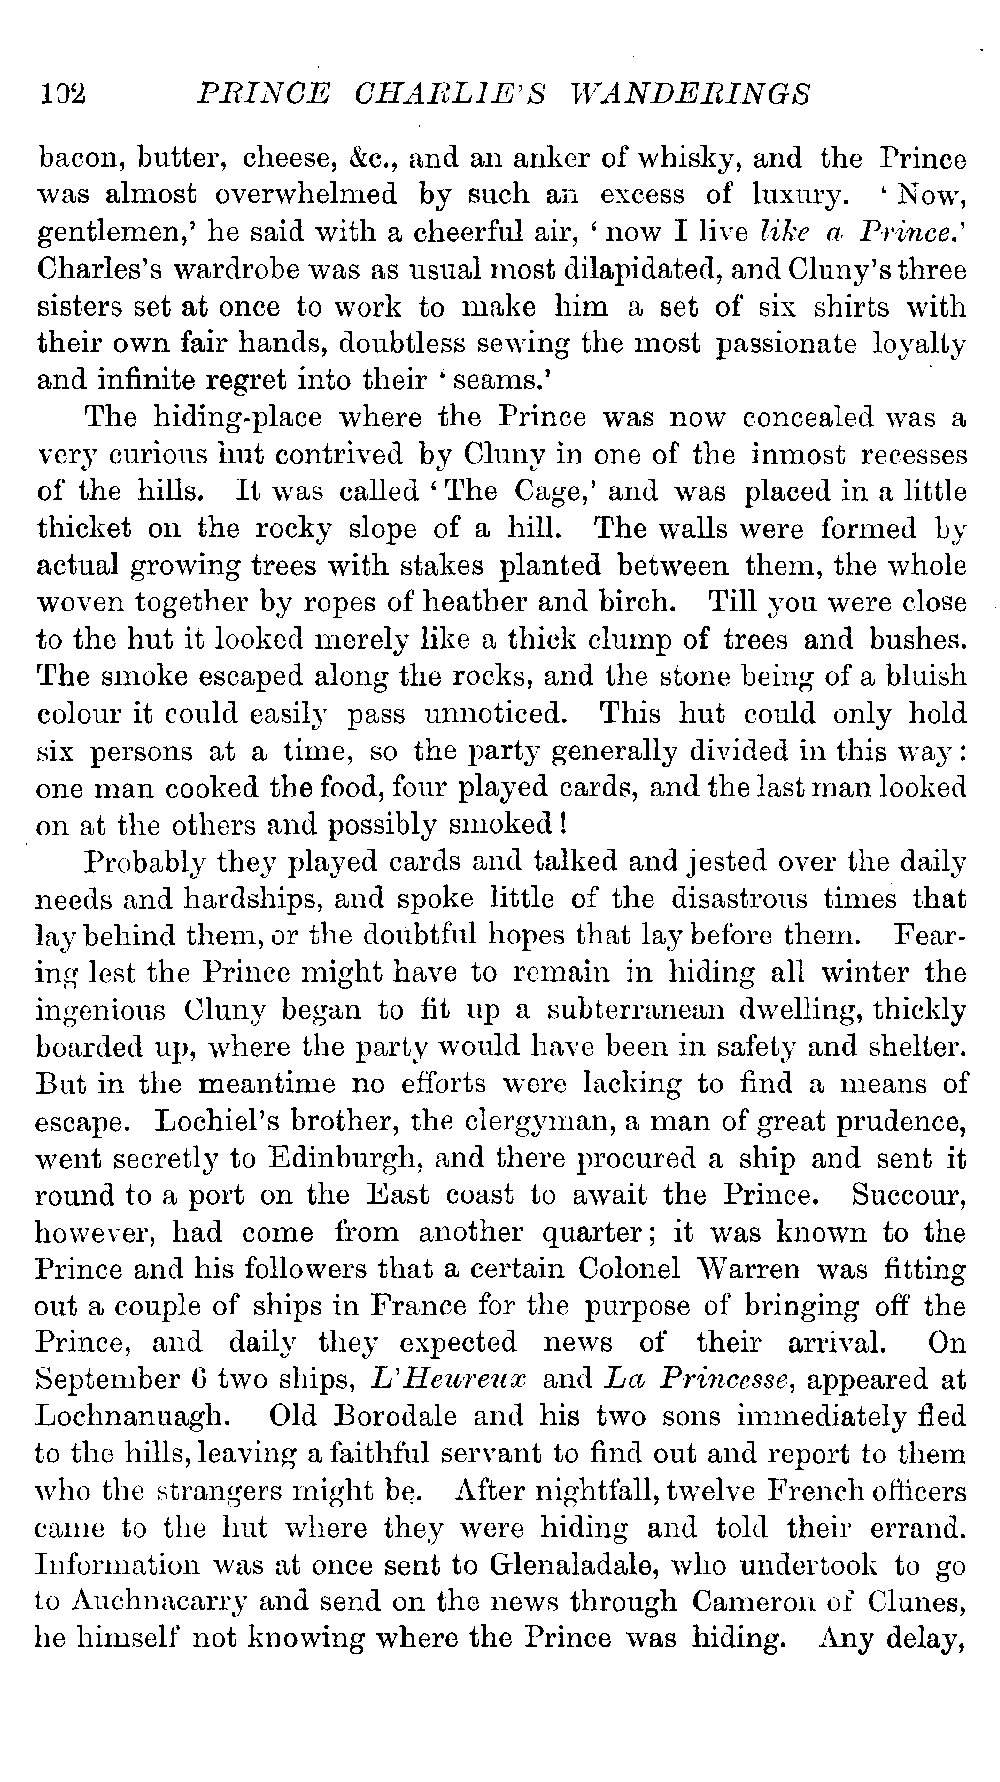 102 PRINCE CHARLIE'S WANDERINGS
bacon, butter, cheese, &c., and an anker of whisky, and the Prince
was almost overwhelmed by such an excess of luxury. ‘Now,
gentlemen,’ he said with a cheerful air, ‘now I live like a Prince.’
Charles’s wardrobe was as usual most dilapidated, and Cluny’s three
sisters set at once to work to make him a set of six shirts with
their own fair hands, doubtless sewing the most passionate loyalty
and infinite regret into their ‘seams.’
The hiding-place where the Prince was now concealed was a
very curious hut contrived by Cluny in one of the inmost recesses
of the hills. It was called ‘The Cage,’ and was placed in a little
thicket on the rocky slope of a hill. The walls were formed by
actual growing trees with stakes planted between them, the whole
woven together by ropes of heather and birch. Till you were close
to the hut it looked merely like a thick clump of trees and bushes.
The smoke escaped along the rocks, and the stone being of a bluish
colour it could easily pass unnoticed. This hut could only hold
six persons at a time, so the party generally divided in this way:
one man cooked the food, four played cards, and the last man looked
on at the others and possibly smoked!
Probably they played cards and talked and jested over the daily
needs and hardships, and spoke little of the disastrous times that
lay behind them, or the doubtful hopes that lay before them. Fear-
ing lest the Prince might have to remain in hiding all winter the
ingenious Cluny began to fit up a subterranean dwelling, thickly
boarded up, where the party would have been in safety and shelter.
But in the meantime no efforts were lacking to find a means of
escape. Lochiel’s brother, the clergyman, a man of great prudence,
went secretly to Edinburgh, and there procured a ship and sent it
round to a port on the East coast to await the Prince. Succour,
however, had come from another quarter; it was known to the
Prince and his followers that a certain Colonel Warren was fitting
out a couple of ships in France for the purpose of bringing off the
Prince, and daily they expected news of their arrival. On
September 6 two ships, L’Heureux and La Princesse, appeared at
Lochnanuagh. Old Borodale and his two sons immediately fled
to the hills, leaving a faithful servant to find out and report to them
who the strangers might be. After nightfall, twelve French officers
came to the hut where they were hiding and told their errand.
Information was at once sent to Glenaladale, who undertook to go
to Auchnacarry and send on the news through Cameron of Clunes,
he himself not knowing where the Prince was hiding. Any delay,